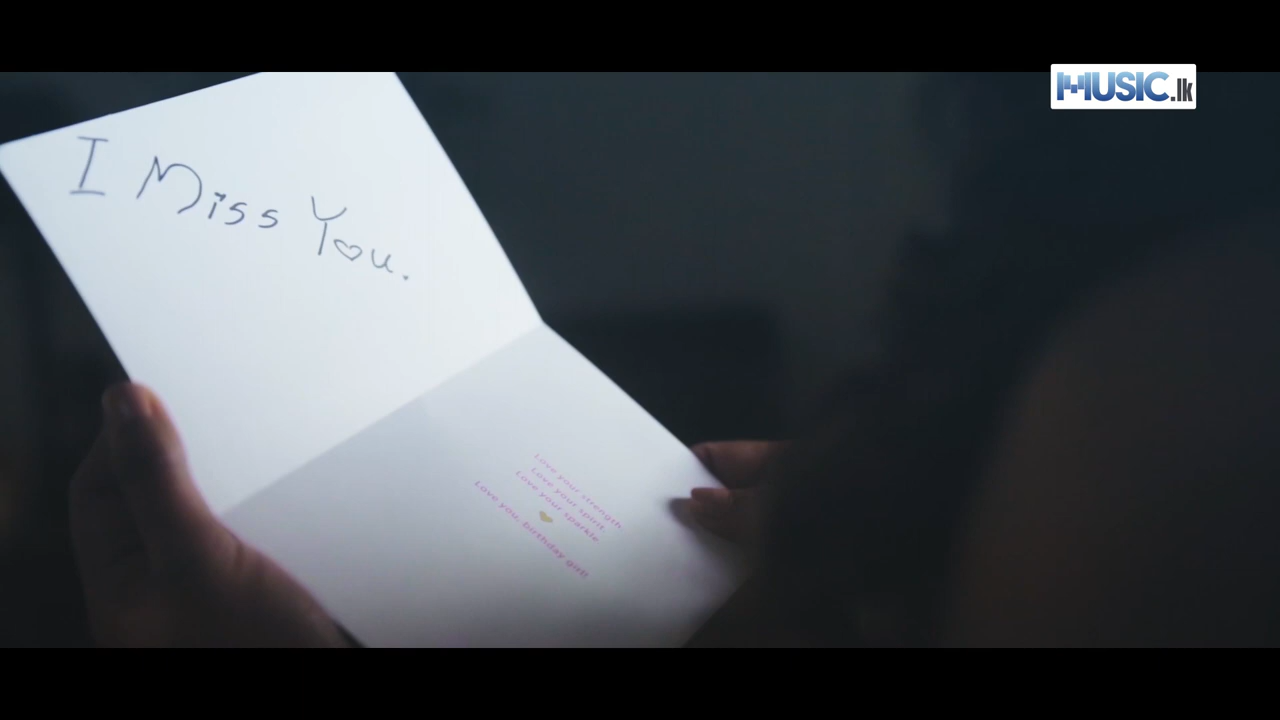 MUSIC.lk
I Miss You.
Love your strength
Love your spirit.
Love your sparkle
Love you, birthday girl!